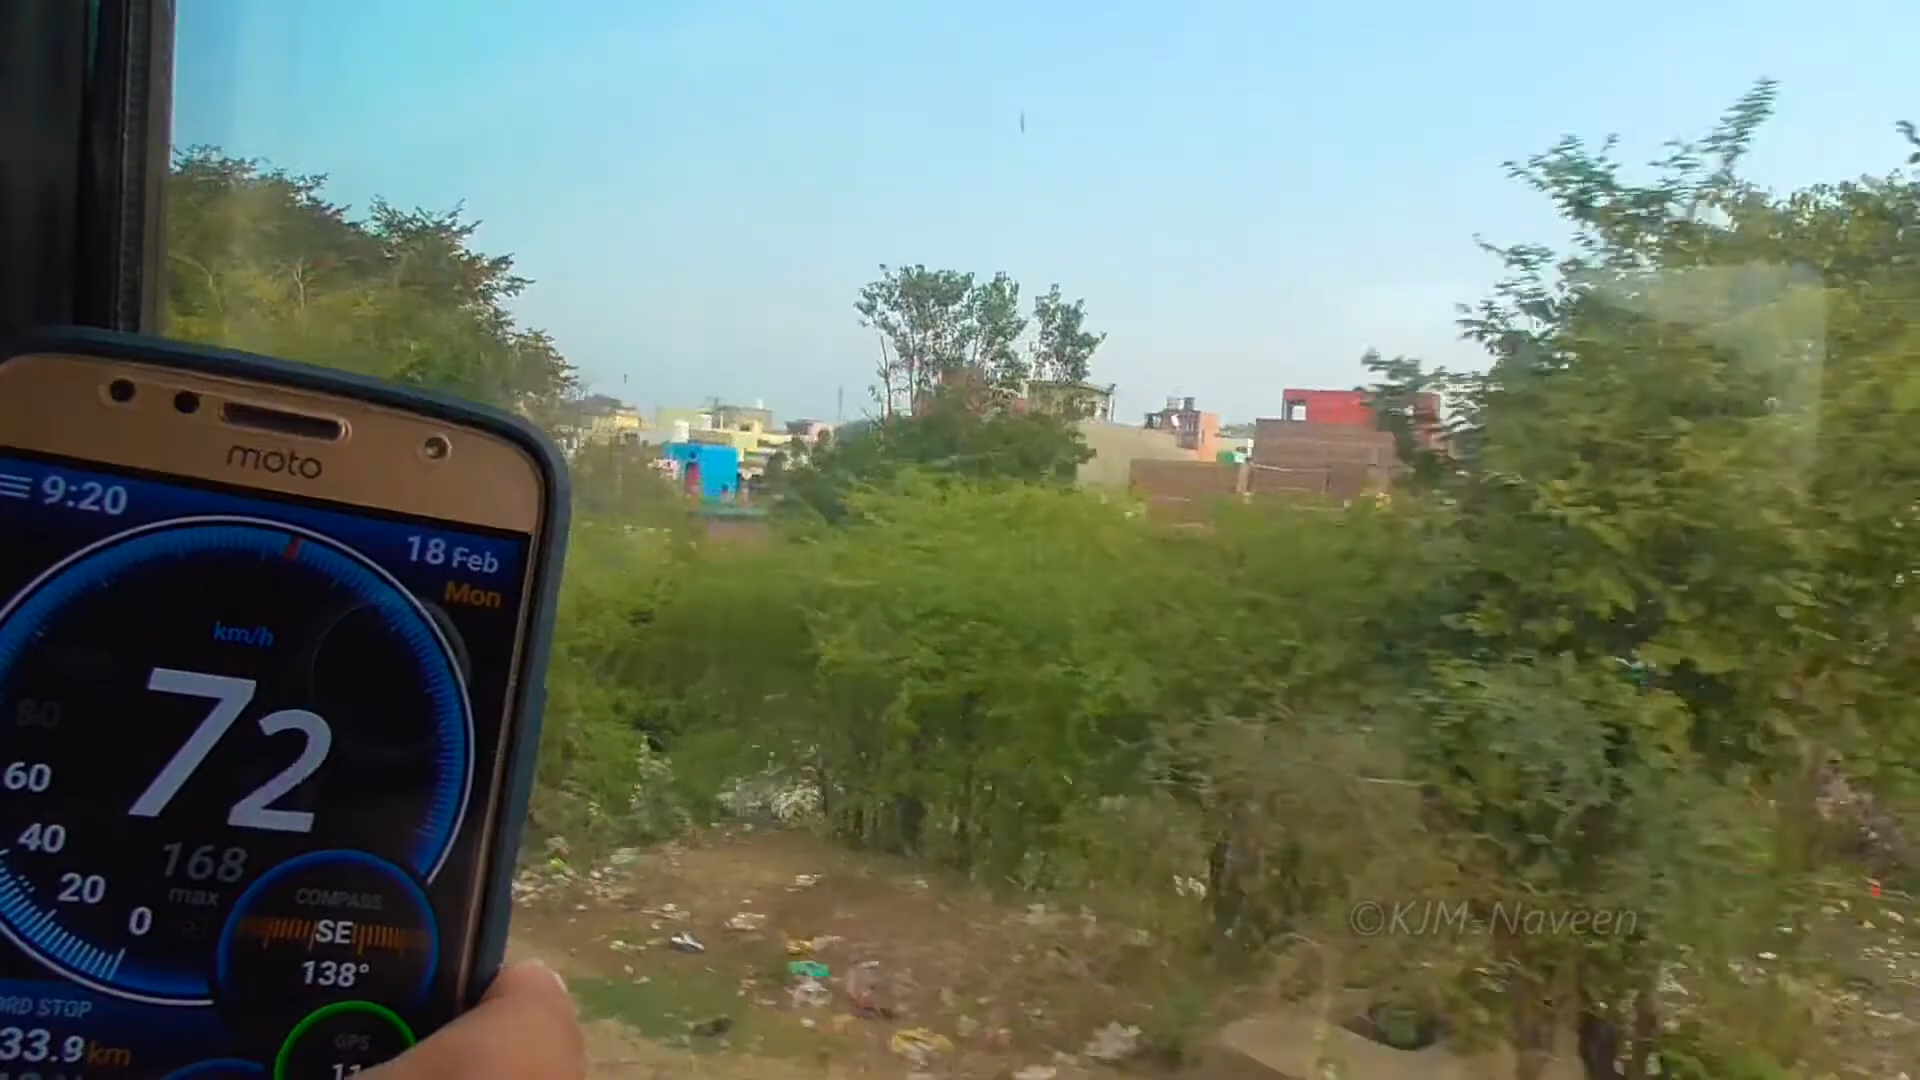 moto
9:20
18 Feb
Mon
km/h
72
60
40
20
0
168
max
COMPASS
SE
138°
GPS
11
RD STOP
33.9 km
©KJM-Naveen